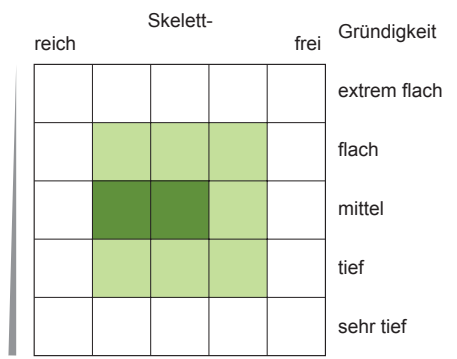 Skelett-
reich
frei
Gründigkeit
extrem flach
flach
mittel
tief
sehr tief